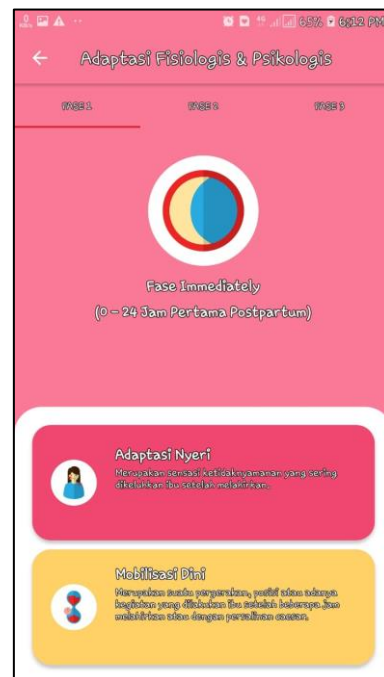 65% 6:12 PM
Adaptasi Fisiologis & Psikologis
FASE 1 FASE 2 FASE 3
Fase Immediately
(0 - 24 Jam Pertama Postpartum)
Adaptasi Nyeri
Merupakan sensasi ketidaknyamanan yang sering
dikeluhkan ibu setelah melahirkan.
Mobilisasi Dini
Merupakan suatu pergerakan, posisi atau adanya
kegiatan yang dilakukan ibu setelah beberapa jam
melahirkan atau dengan persalinan caesar.